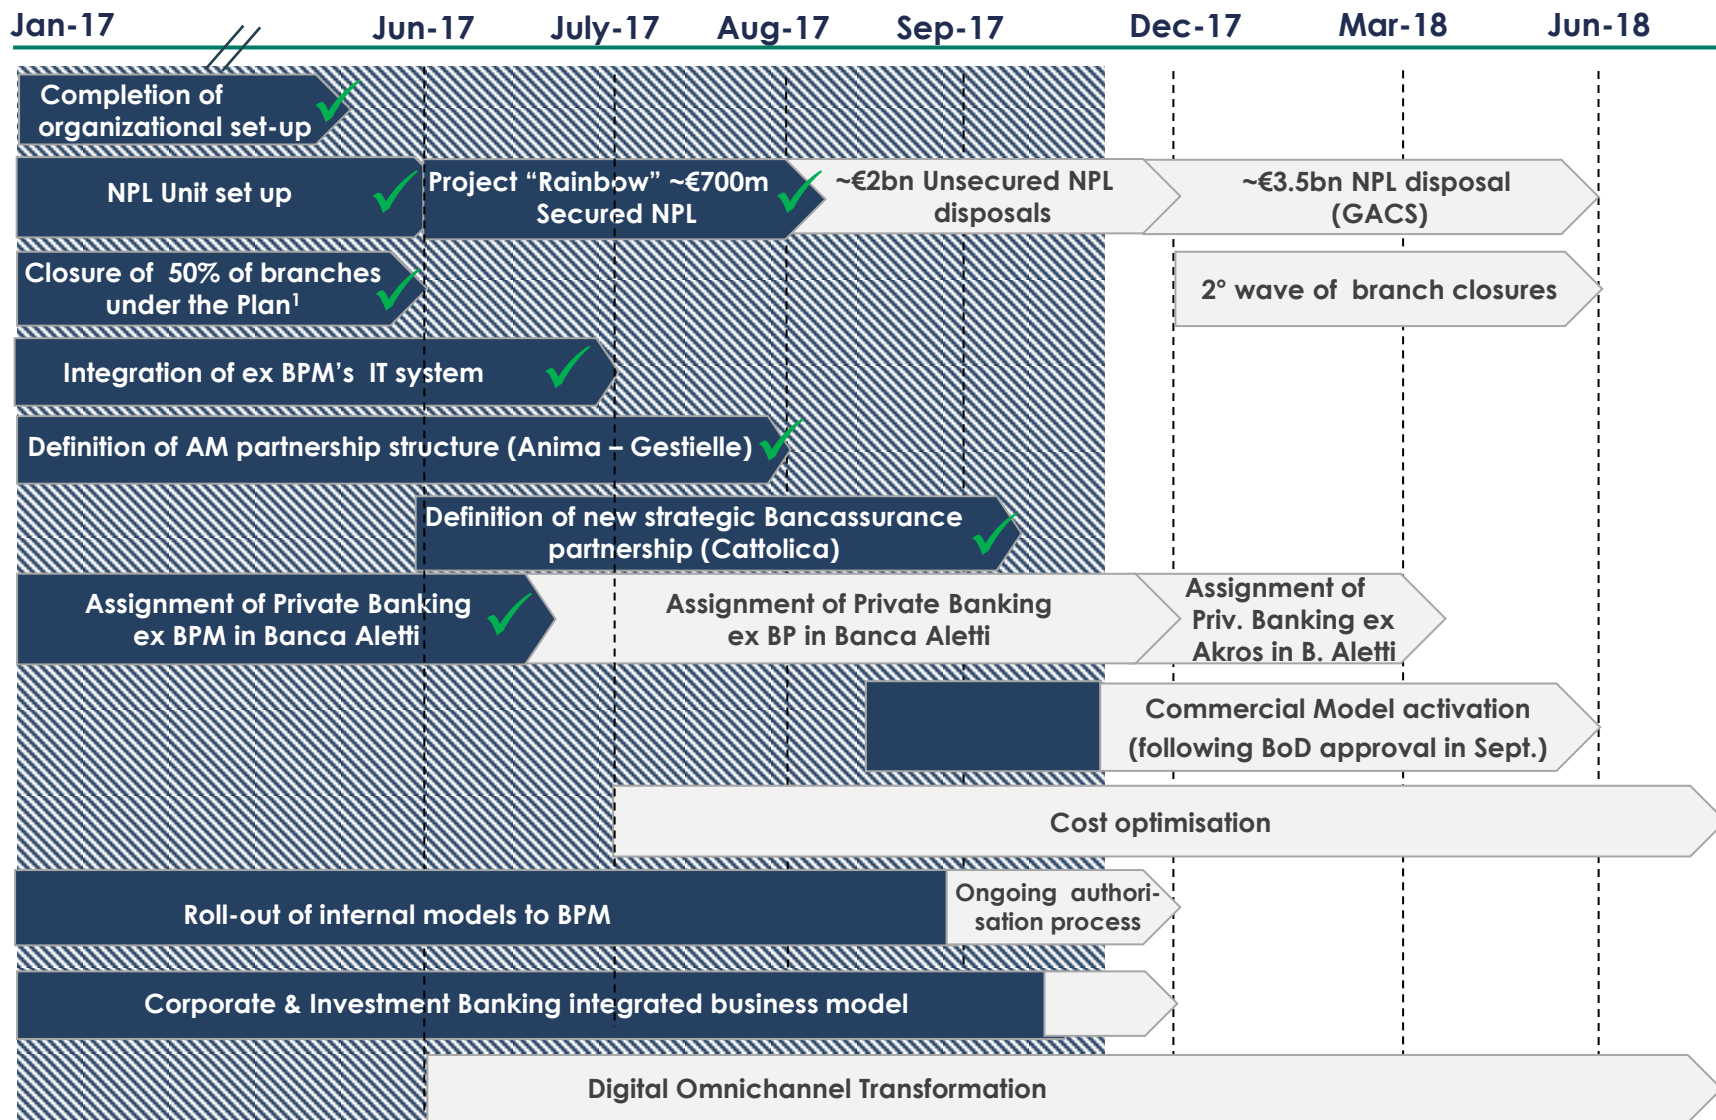 Jan-17 Jun-17 July-17 Aug-17 Sep-17 Dec-17 Mar-18 Jun-18
Completion of
organizational set-up
NPL Unit set up
Project “Rainbow” ~€700m
Secured NPL
~€2bn Unsecured NPL
disposals
~€3.5bn NPL disposal
(GACS)
Closure of 50% of branches
under the Plan¹
2° wave of branch closures
Integration of ex BPM’s IT system
Definition of AM partnership structure (Anima – Gestielle)
Definition of new strategic Bancassurance
partnership (Cattolica)
Assignment of Private Banking
ex BPM in Banca Aletti
Assignment of Private Banking
ex BP in Banca Aletti
Assignment of
Priv. Banking ex
Akros in B. Aletti
Commercial Model activation
(following BoD approval in Sept.)
Cost optimisation
Roll-out of internal models to BPM
Ongoing authori-
sation process
Corporate & Investment Banking integrated business model
Digital Omnichannel Transformation